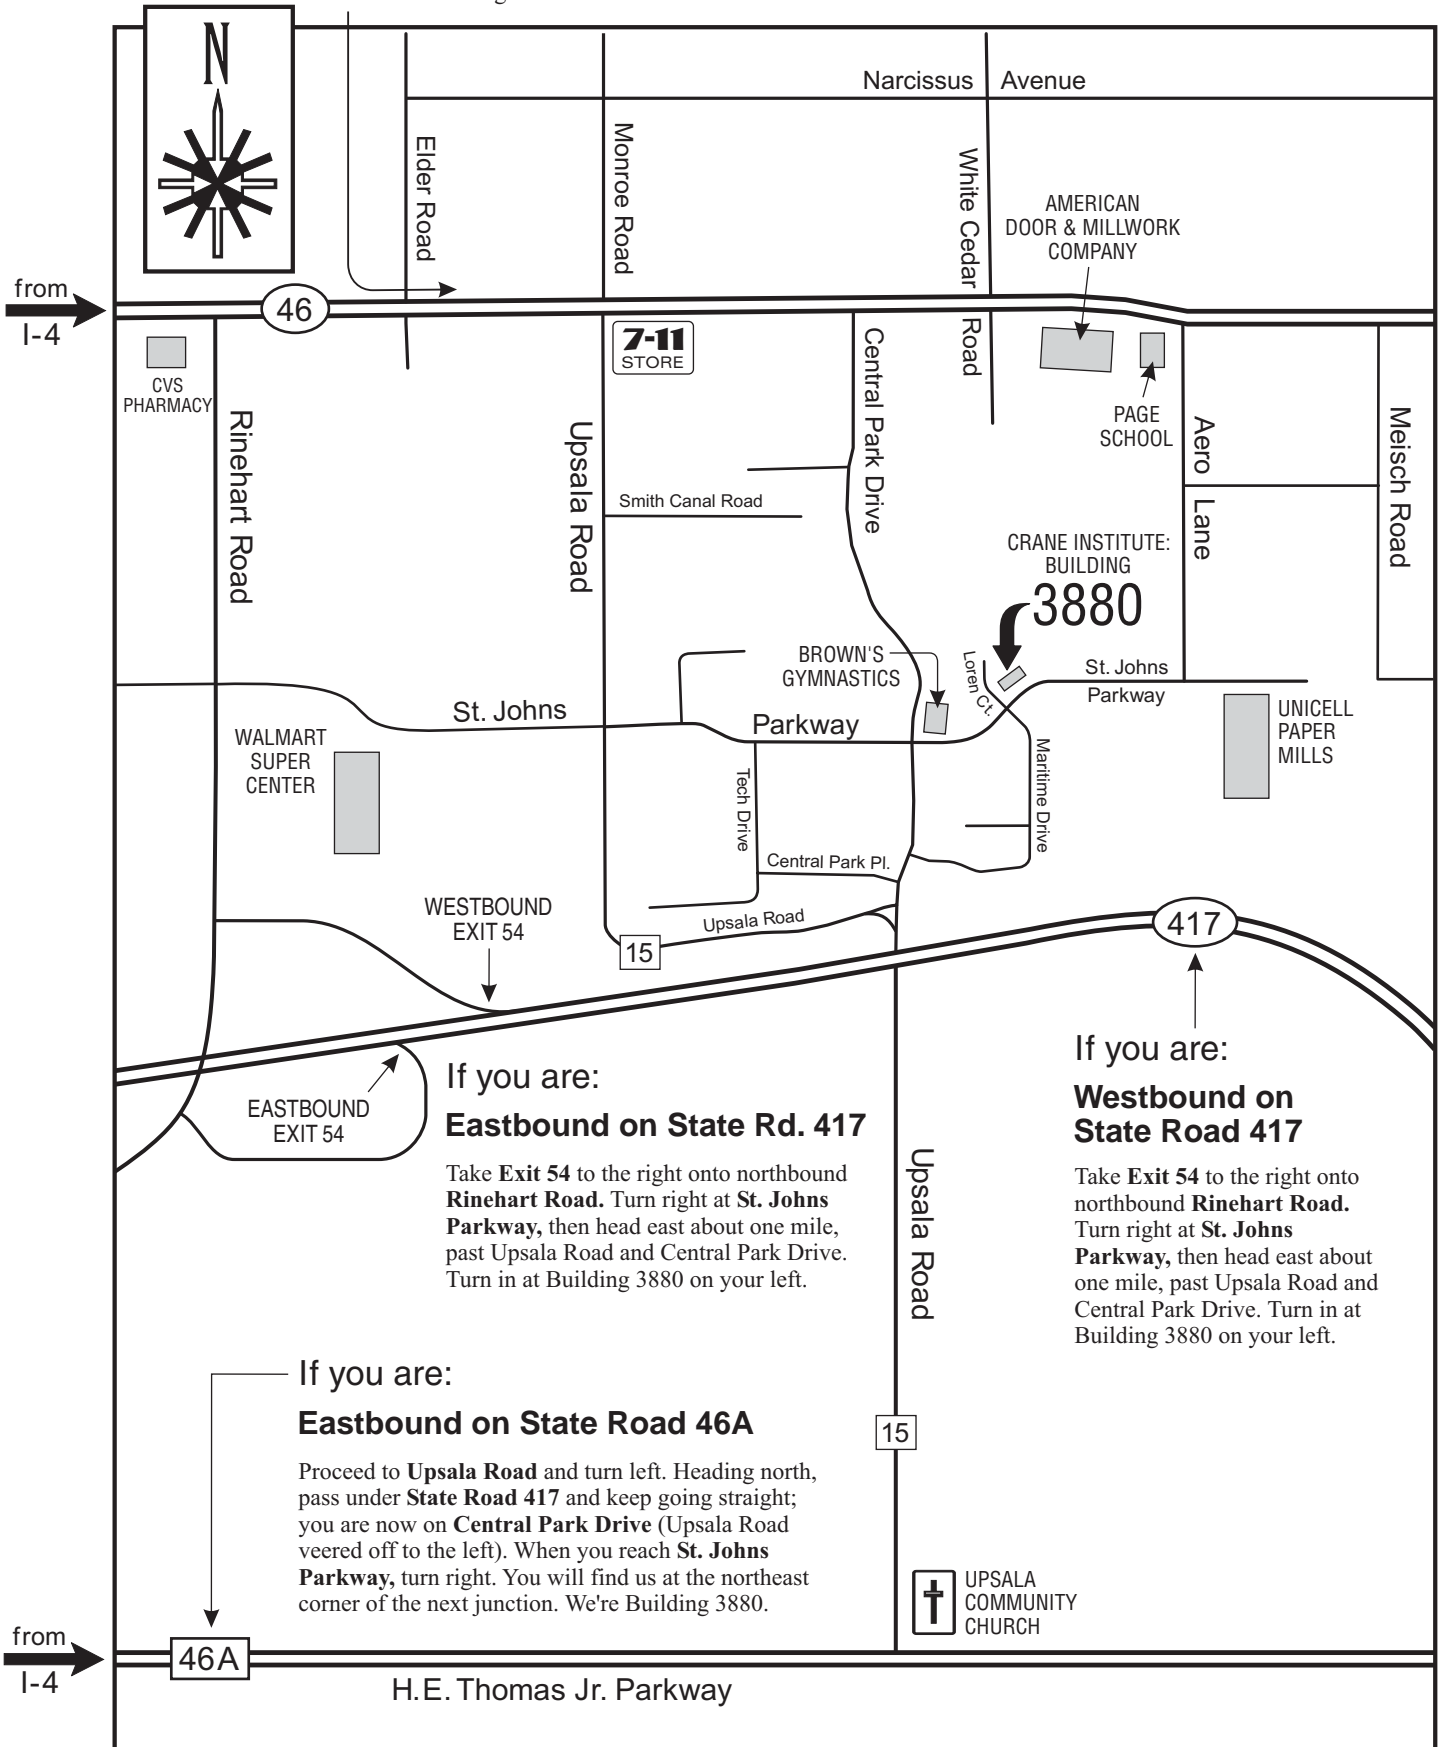 N
Narcissus Avenue
Elder Road
Monroe Road
White Cedar Road
AMERICAN
DOOR & MILLWORK
COMPANY
from
I-4
46
7-11
STORE
CVS
PHARMACY
Rinehart Road
Upsala Road
Central Park Drive
PAGE
SCHOOL
Aero Lane
Meisch Road
Smith Canal Road
CRANE INSTITUTE:
BUILDING
3880
BROWN'S
GYMNASTICS
Loren Ct.
St. Johns
Parkway
St. Johns Parkway
UNICELL
PAPER
MILLS
WALMART
SUPER
CENTER
Tech Drive
Maritime Drive
Central Park Pl.
WESTBOUND
EXIT 54
Upsala Road
15
417
EASTBOUND
EXIT 54
If you are:
Eastbound on State Rd. 417
Take Exit 54 to the right onto northbound
Rinehart Road. Turn right at St. Johns
Parkway, then head east about one mile,
past Upsala Road and Central Park Drive.
Turn in at Building 3880 on your left.
If you are:
Westbound on
State Road 417
Take Exit 54 to the right onto
northbound Rinehart Road.
Turn right at St. Johns
Parkway, then head east about
one mile, past Upsala Road and
Central Park Drive. Turn in at
Building 3880 on your left.
Upsala Road
15
If you are:
Eastbound on State Road 46A
Proceed to Upsala Road and turn left. Heading north,
pass under State Road 417 and keep going straight;
you are now on Central Park Drive (Upsala Road
veered off to the left). When you reach St. Johns
Parkway, turn right. You will find us at the northeast
corner of the next junction. We're Building 3880.
UPSALA
COMMUNITY
CHURCH
from
I-4
46A
H.E. Thomas Jr. Parkway